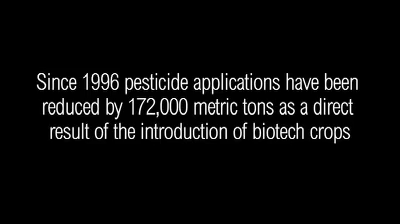 Since 1996 pesticide applications have been
reduced by 172,000 metric tons as a direct
result of the introduction of biotech crops